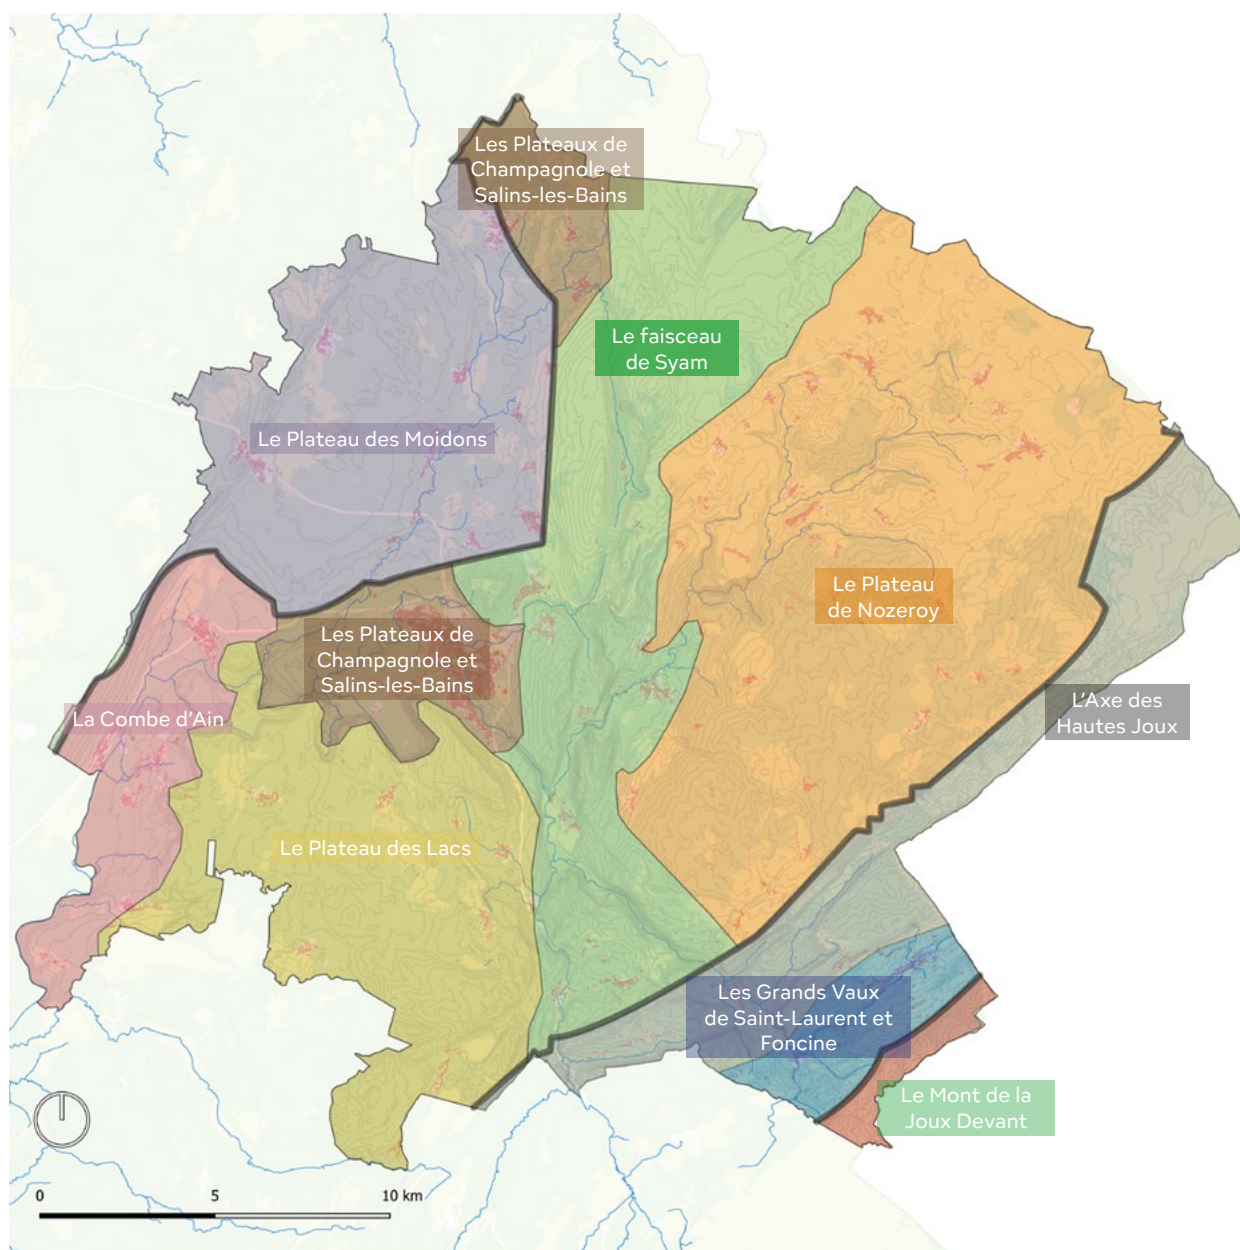 Les Plateaux de
Champagnole et
Salins-les-Bains
Le faisceau
de Syam
Le Plateau des Moidons
Le Plateau
de Nozeroy
Les Plateaux de
Champagnole et
Salins-les-Bains
L'Axe des
Hautes Joux
La Combe d'Ain
Le Plateau des Lacs
Les Grands Vaux
de Saint-Laurent et
Foncine
Le Mont de la
Joux Devant
0 5 10 km